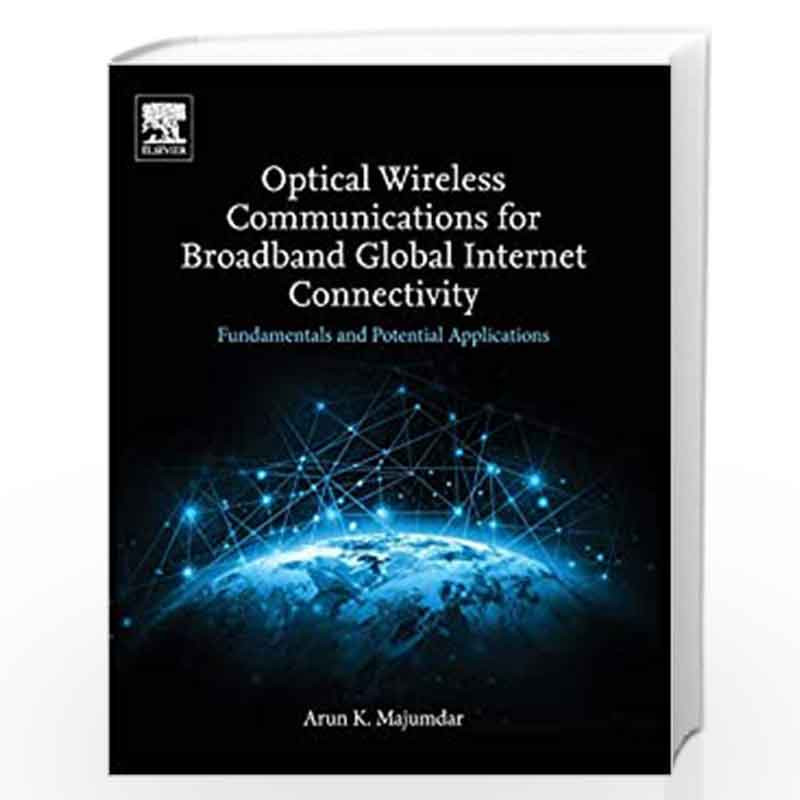 ELSEVIER
Optical Wireless
Communications for
Broadband Global Internet
Connectivity
Fundamentals and Potential Applications
Arun K. Majumdar